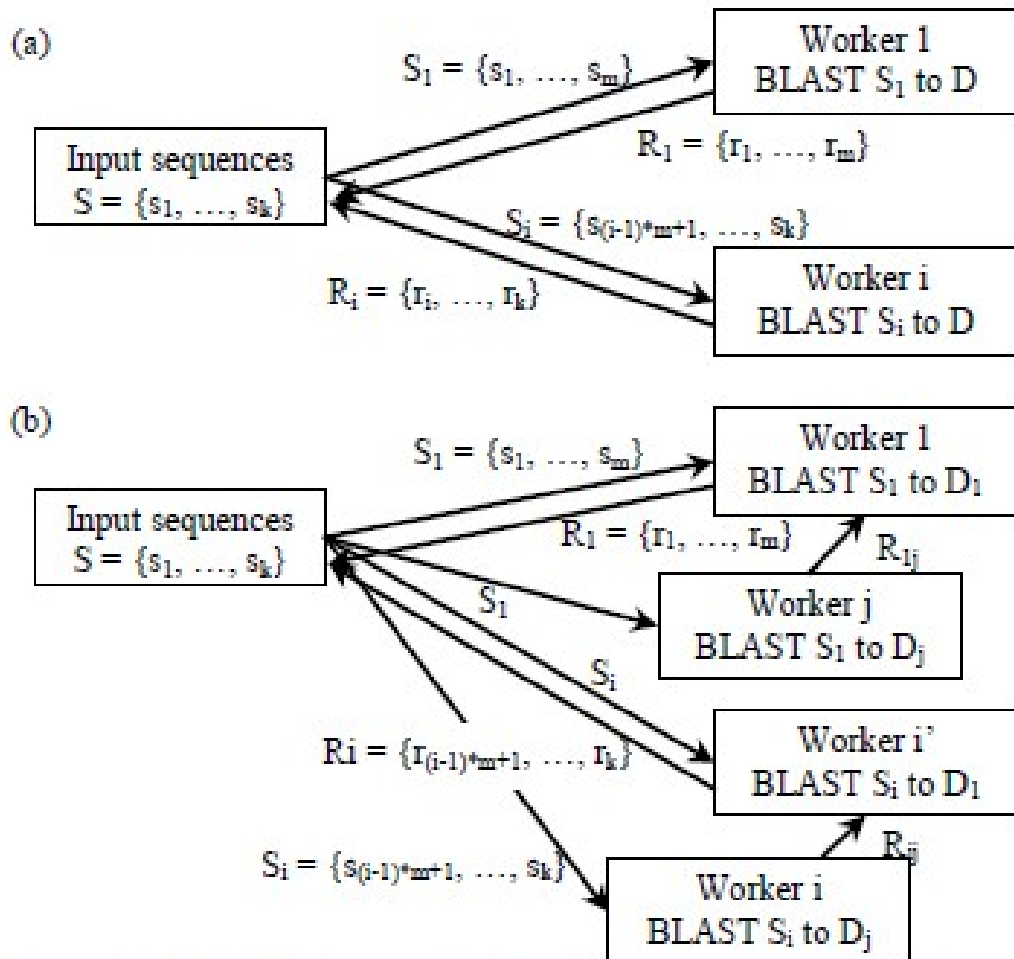 (a)
Worker 1
BLAST S₁ to D
S₁ = {s₁, …, sₘ}
R₁ = {r₁, …, rₘ}
Input sequences
S = {s₁, …, sₖ}
Sᵢ = {s₍ᵢ₋₁₎*ₘ₊₁, …, sₖ}
Rᵢ = {rᵢ, …, rₖ}
Worker i
BLAST Sᵢ to D
(b)
Worker 1
BLAST S₁ to D₁
S₁ = {s₁, …, sₘ}
R₁ = {r₁, …, rₘ}
Input sequences
S = {s₁, …, sₖ}
R₁ⱼ
S₁
Worker j
BLAST S₁ to Dⱼ
Sᵢ
Ri = {r₍ᵢ₋₁₎*ₘ₊₁, …, rₖ}
Worker i’
BLAST Sᵢ to D₁
Rᵢⱼ
Sᵢ = {s₍ᵢ₋₁₎*ₘ₊₁, …, sₖ}
Worker i
BLAST Sᵢ to Dⱼ